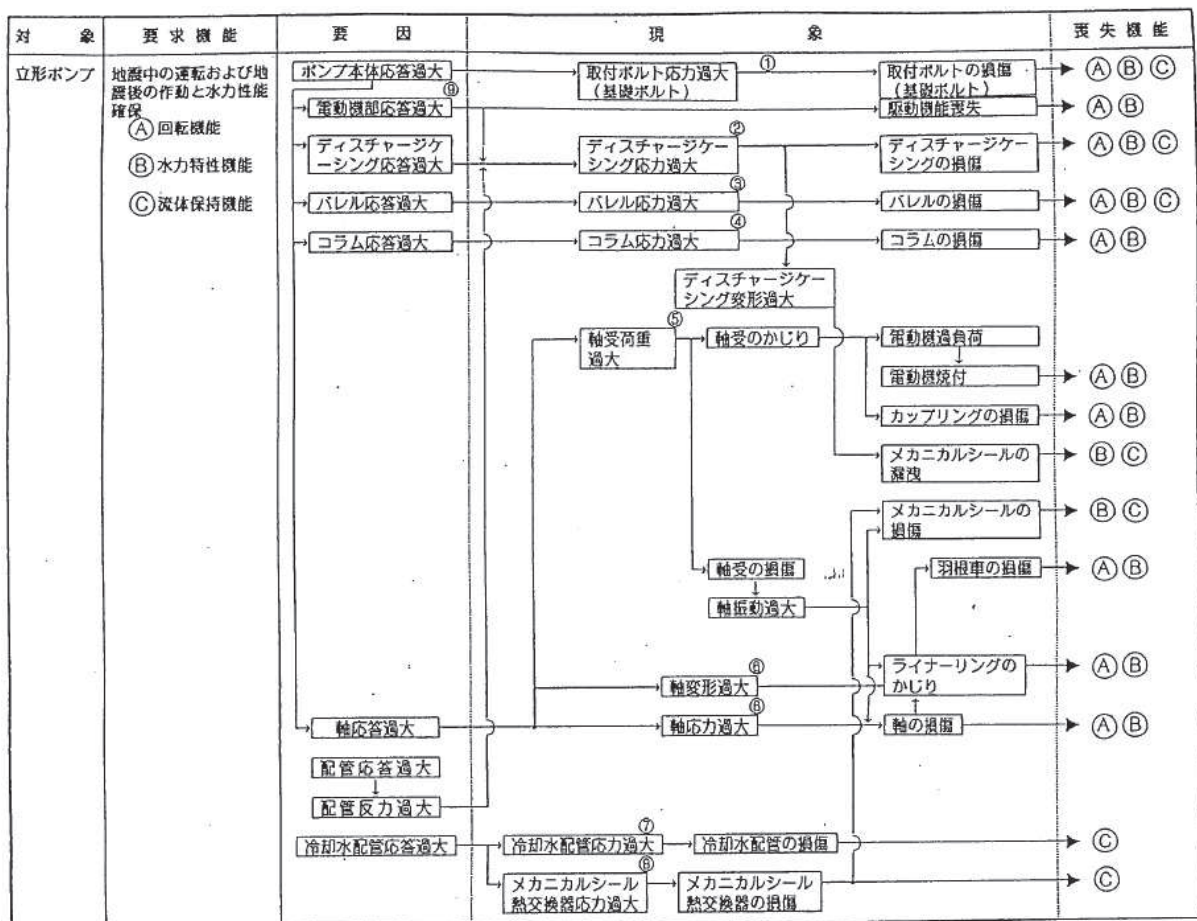 対 象
要 求 機 能
要 因
現 象
喪 失 機 能
立形ポンプ
地震中の運転および地
震後の作動と水力性能
確保
Ⓐ回転機能
Ⓑ水力特性機能
Ⓒ流体保持機能
ポンプ本体応答過大
取付ボルト応力過大
(基礎ボルト)
①
取付ボルトの損傷
(基礎ボルト)
Ⓐ Ⓑ Ⓒ
⑨
電動機部応答過大
駆動機能喪失
Ⓐ Ⓑ
ディスチャージケ
ーシング応答過大
②
ディスチャージケー
シング応力過大
ディスチャージケー
シングの損傷
Ⓐ Ⓑ Ⓒ
バレル応答過大
③
バレル応力過大
バレルの損傷
Ⓐ Ⓑ Ⓒ
コラム応答過大
④
コラム応力過大
コラムの損傷
Ⓐ Ⓑ
ディスチャージケー
シング変形過大
⑤
軸受荷重
過大
軸受のかじり
電動機過負荷
電動機焼付
Ⓐ Ⓑ
カップリングの損傷
Ⓐ Ⓑ
メカニカルシールの
漏洩
Ⓑ Ⓒ
メカニカルシールの
損傷
Ⓑ Ⓒ
軸受の損傷
羽根車の損傷
Ⓐ Ⓑ
軸振動過大
⑥
軸変形過大
ライナーリングの
かじり
Ⓐ Ⓑ
軸応答過大
軸応力過大
軸の損傷
Ⓐ Ⓑ
配管応答過大
配管反力過大
冷却水配管応答過大
⑦
冷却水配管応力過大
冷却水配管の損傷
Ⓒ
⑧
メカニカルシール
熱交換器応力過大
メカニカルシール
熱交換器の損傷
Ⓒ